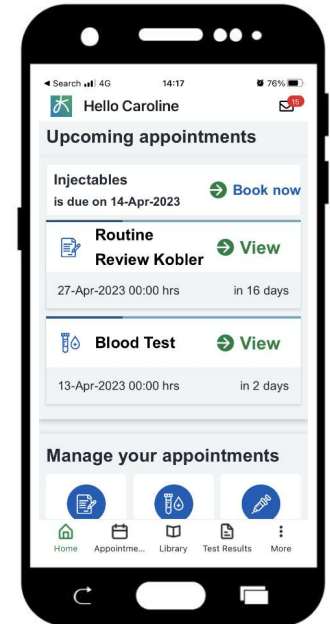 Search 4G 14:17 76%
Hello Caroline 15
Upcoming appointments
Injectables
is due on 14-Apr-2023
Book now
Routine
Review Kobler
View
27-Apr-2023 00:00 hrs in 16 days
Blood Test View
13-Apr-2023 00:00 hrs in 2 days
Manage your appointments
Home Appointme... Library Test Results More